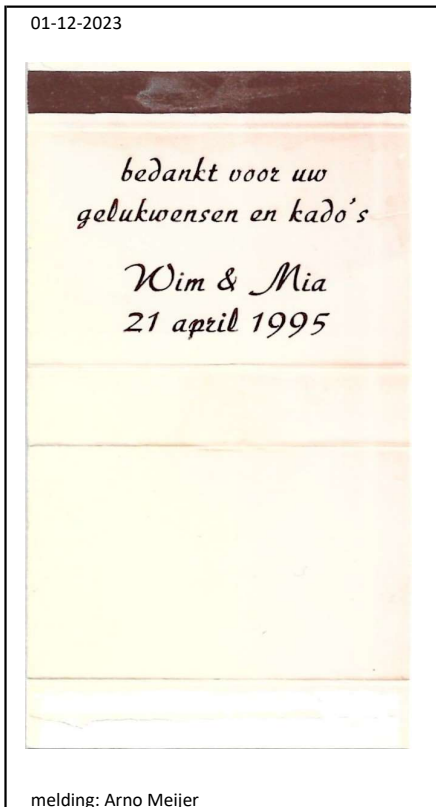 01-12-2023
bedankt voor uw
gelukwensen en kado's
Wim & Mia
21 april 1995
melding: Arno Meijer